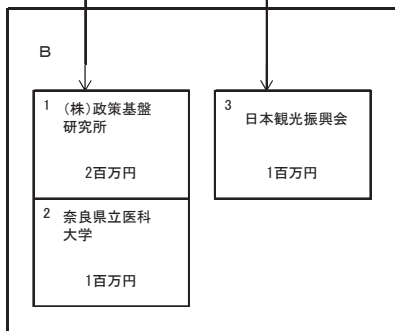 B
1 (株)政策基盤
研究所
2百万円
2 奈良県立医科
大学
1百万円
3 日本観光振興会
1百万円